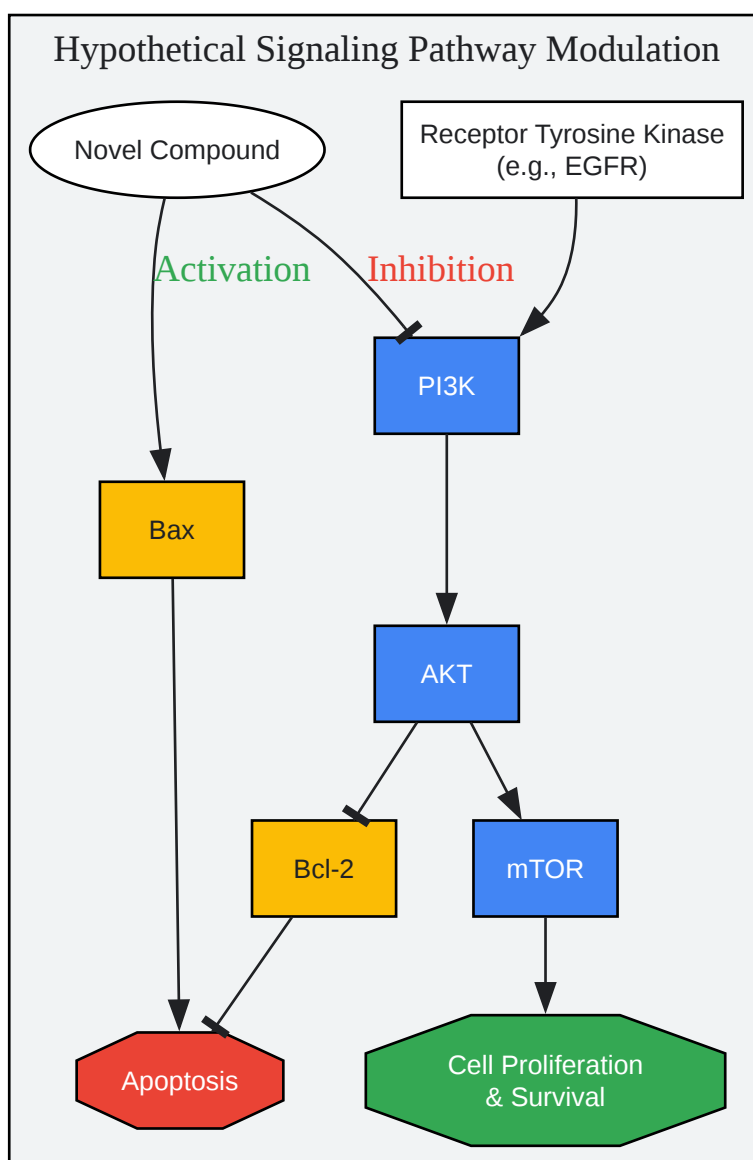 Hypothetical Signaling Pathway Modulation
Novel Compound
Receptor Tyrosine Kinase
(e.g., EGFR)
Activation
Inhibition
PI3K
Bax
AKT
Bcl-2
mTOR
Apoptosis
Cell Proliferation
& Survival